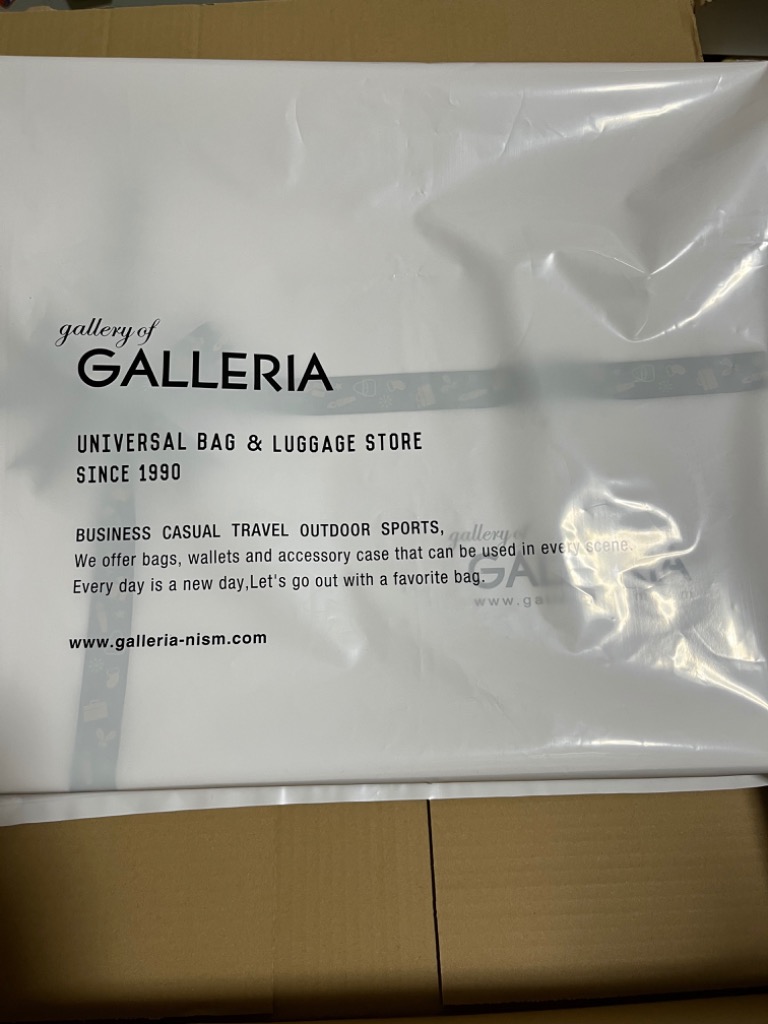 gallery of
GALLERIA
UNIVERSAL BAG & LUGGAGE STORE
SINCE 1990
BUSINESS CASUAL TRAVEL OUTDOOR SPORTS,
We offer bags, wallets and accessory case that can be used in every scene.
Every day is a new day,Let's go out with a favorite bag.
www.galleria-nism.com
gallery